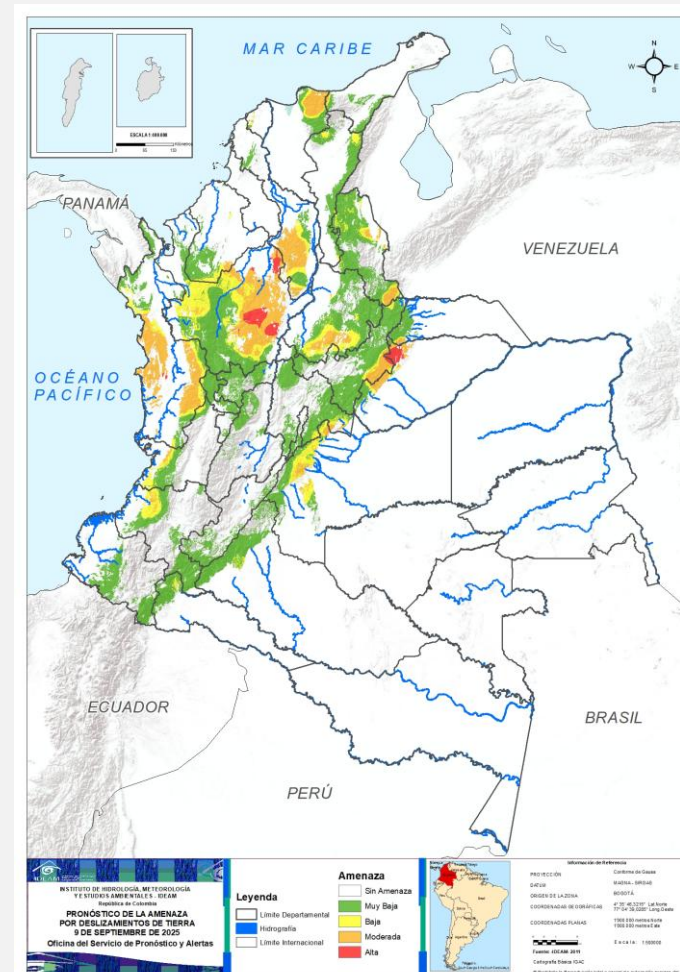 MAR CARIBE
N
W
E
S
ESCALA 1:600.000
PANAMÁ
VENEZUELA
OCÉANO
PACÍFICO
ECUADOR
BRASIL
PERÚ
IDEAM
INSTITUTO DE HIDROLOGÍA, METEOROLOGÍA
Y ESTUDIOS AMBIENTALES - IDEAM
República de Colombia
PRONÓSTICO DE LA AMENAZA
POR DESLIZAMIENTOS DE TIERRA
9 DE SEPTIEMBRE DE 2025
Oficina del Servicio de Pronóstico y Alertas
Leyenda
Límite Departamental
Hidrografía
Límite Internacional
Amenaza
Sin Amenaza
Muy Baja
Baja
Moderada
Alta
Información de Referencia
PROYECCIÓN
Conforme de Gauss
DATUM
MAGNA - SIRGAS
ORIGEN DE LA ZONA
BOGOTÁ
COORDENADAS GEOGRÁFICAS
COORDENADAS PLANAS
Fuente: IDEAM 2011
Cartografía Básica IGAC